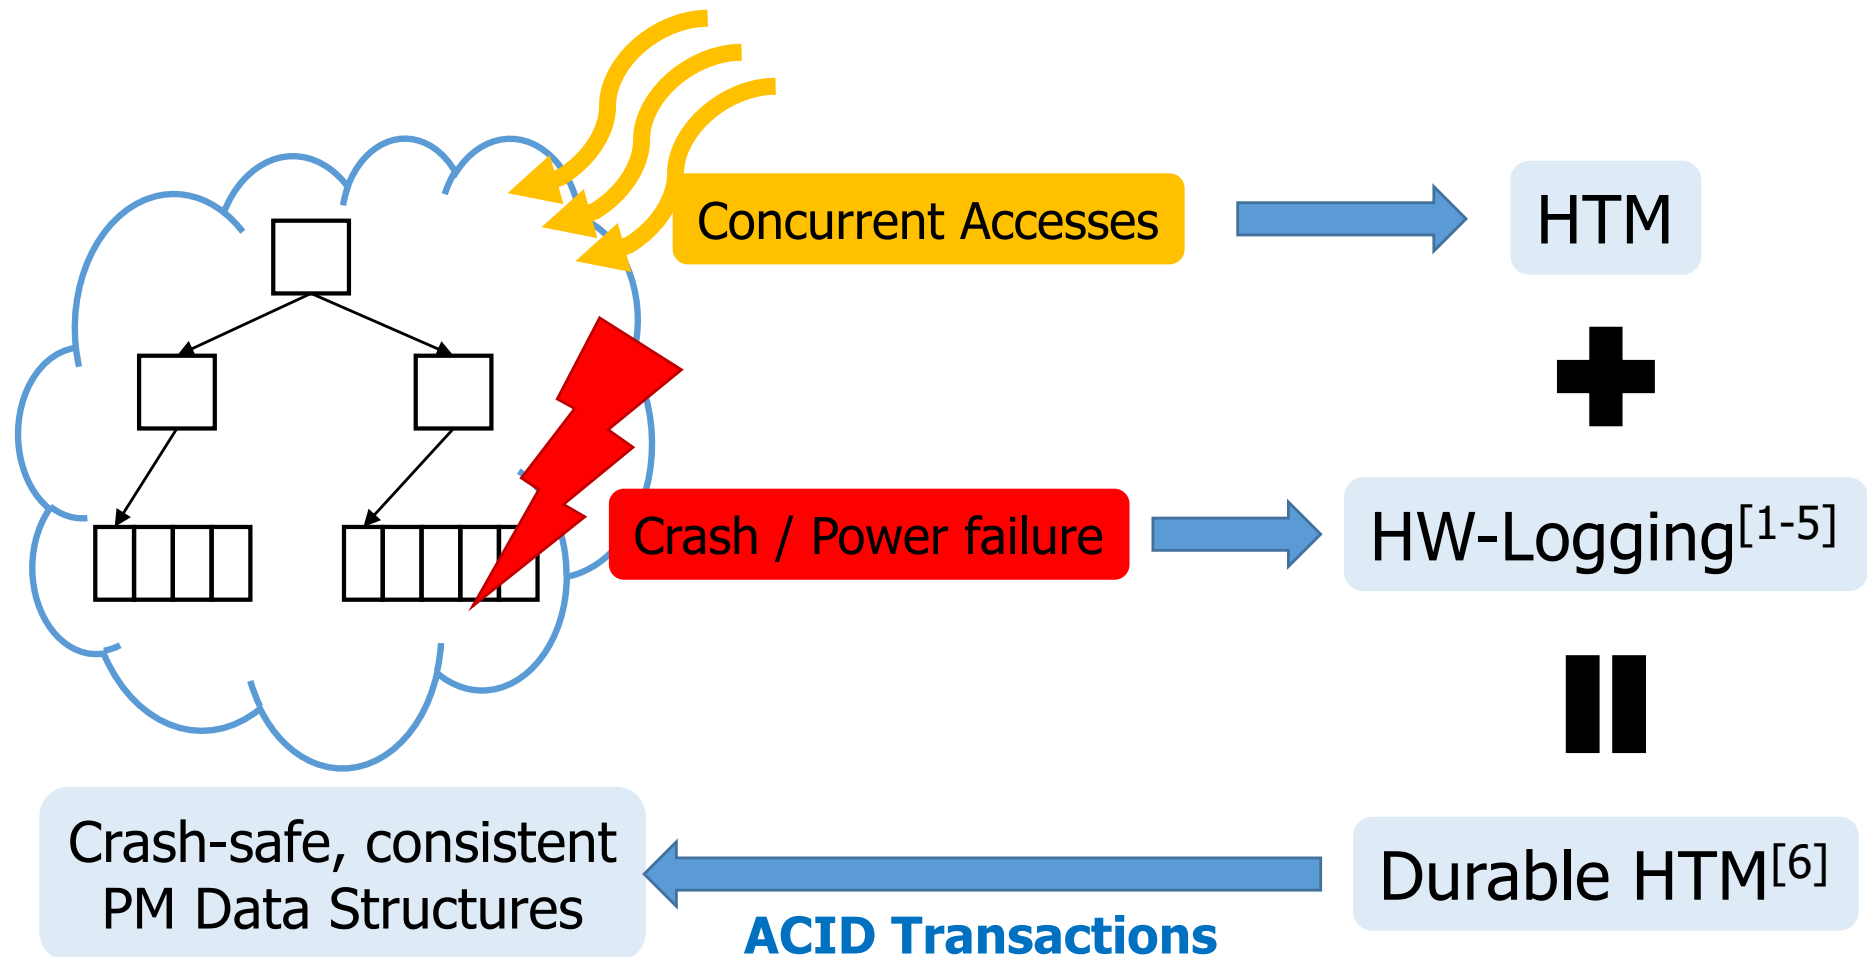 Concurrent Accesses
HTM
Crash / Power failure
HW-Logging[1-5]
Crash-safe, consistent
PM Data Structures
Durable HTM[6]
ACID Transactions